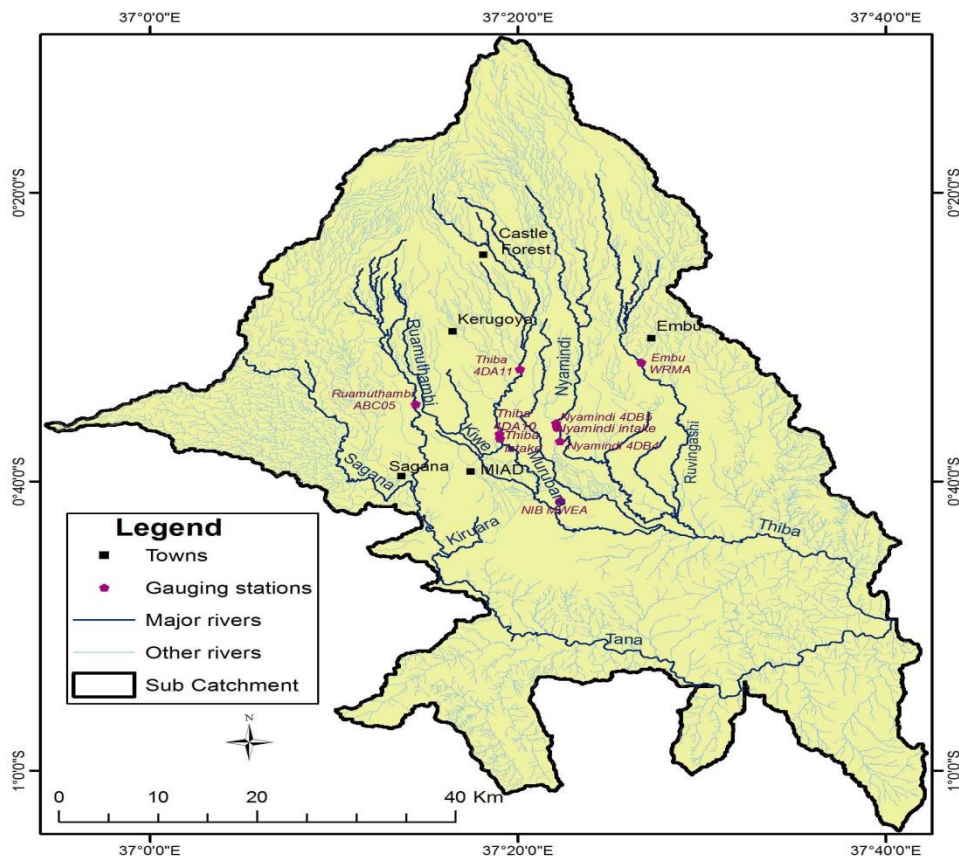 37°0'0"E
37°20'0"E
37°40'0"E
0°20'0"S
0°20'0"S
Castle
Forest
Kerugoya
Embu
Ruamuthambi
Nyamindi
Thiba
4DA11
Embu
WRMA
Ruamuthambi
ABC05
Thiba
4DA10
Thiba
Intake
Nyamindi 4DB5
Nyamindi intake
Nyamindi 4DB4
Kiwe
Ruvingashi
Sagana
Sagana
MIAD
Murubara
0°40'0"S
0°40'0"S
NIB MWEA
Thiba
Kiruara
Tana
Legend
Towns
Gauging stations
Major rivers
Other rivers
Sub Catchment
N
1°0'0"S
1°0'0"S
0
10
20
40 Km
37°0'0"E
37°20'0"E
37°40'0"E